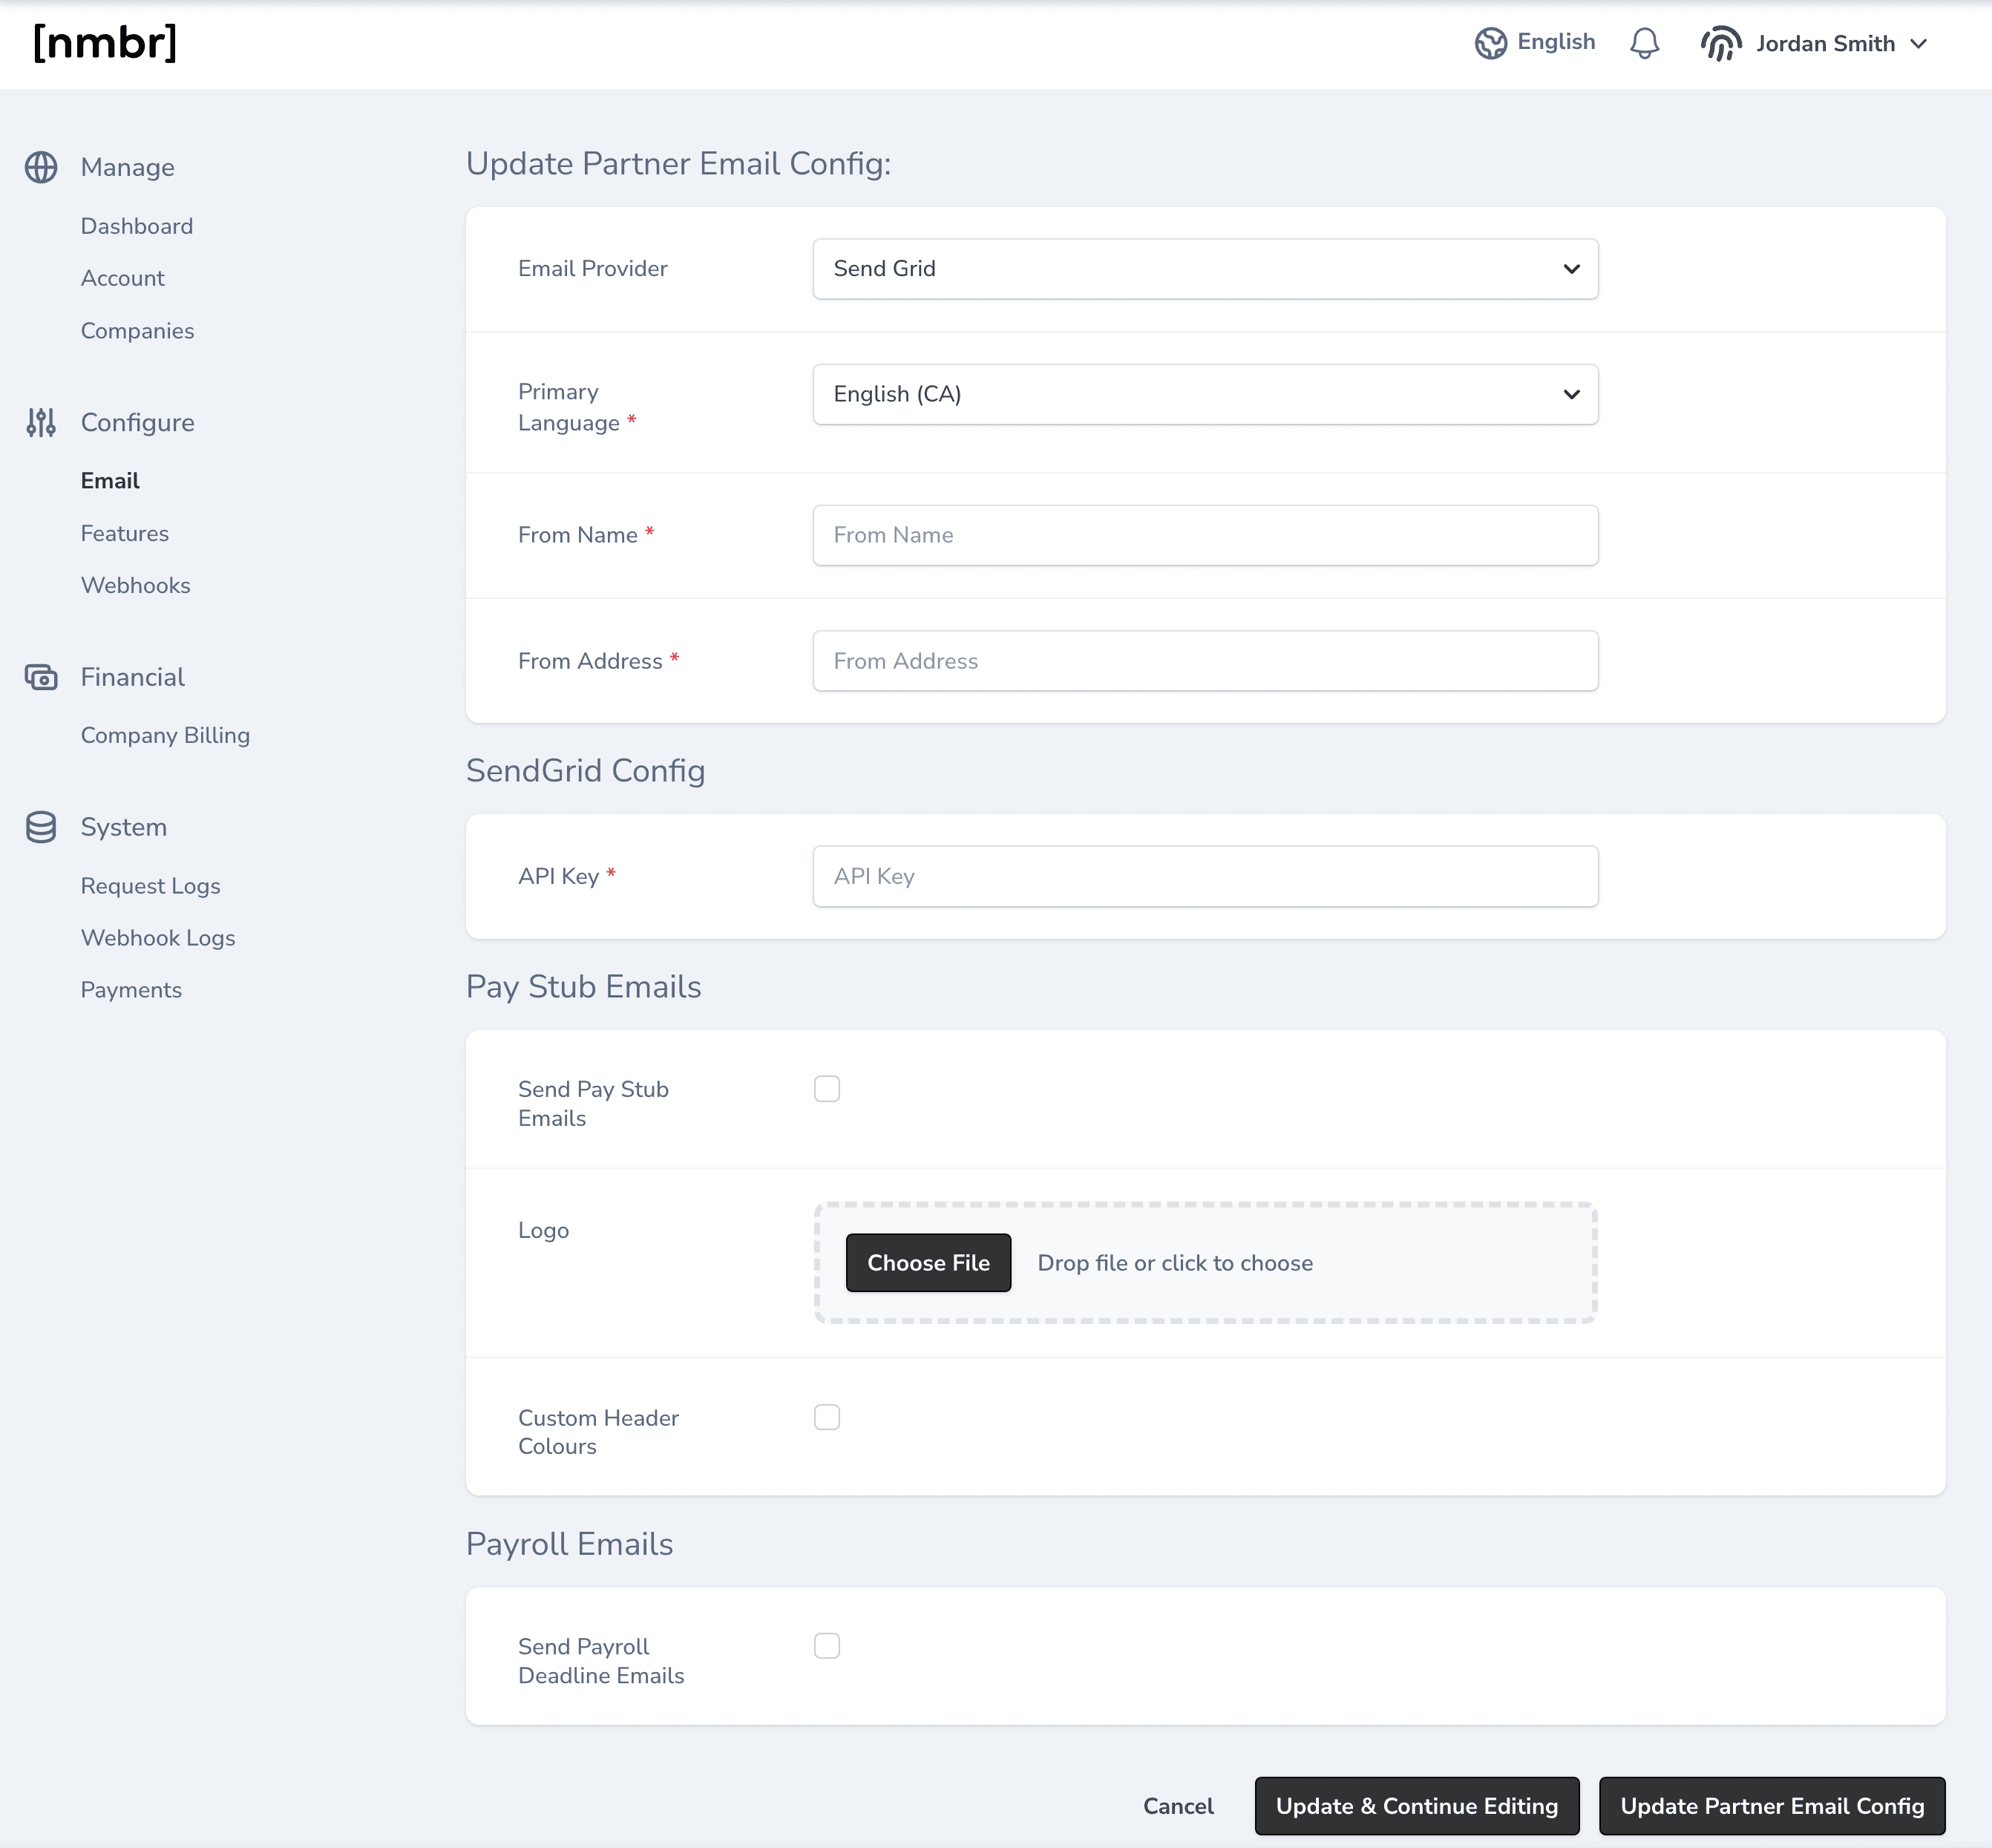 [nmbr]
English
Jordan Smith
Manage
Dashboard
Account
Companies
Configure
Email
Features
Webhooks
Financial
Company Billing
System
Request Logs
Webhook Logs
Payments
Update Partner Email Config:
Email Provider
Send Grid
Primary
Language *
English (CA)
From Name *
From Name
From Address *
From Address
SendGrid Config
API Key *
API Key
Pay Stub Emails
Send Pay Stub
Emails
Logo
Choose File
Drop file or click to choose
Custom Header
Colours
Payroll Emails
Send Payroll
Deadline Emails
Cancel
Update & Continue Editing
Update Partner Email Config